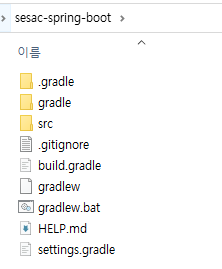 sesac-spring-boot
이름
.gradle
gradle
src
.gitignore
build.gradle
gradlew
gradlew.bat
HELP.md
settings.gradle